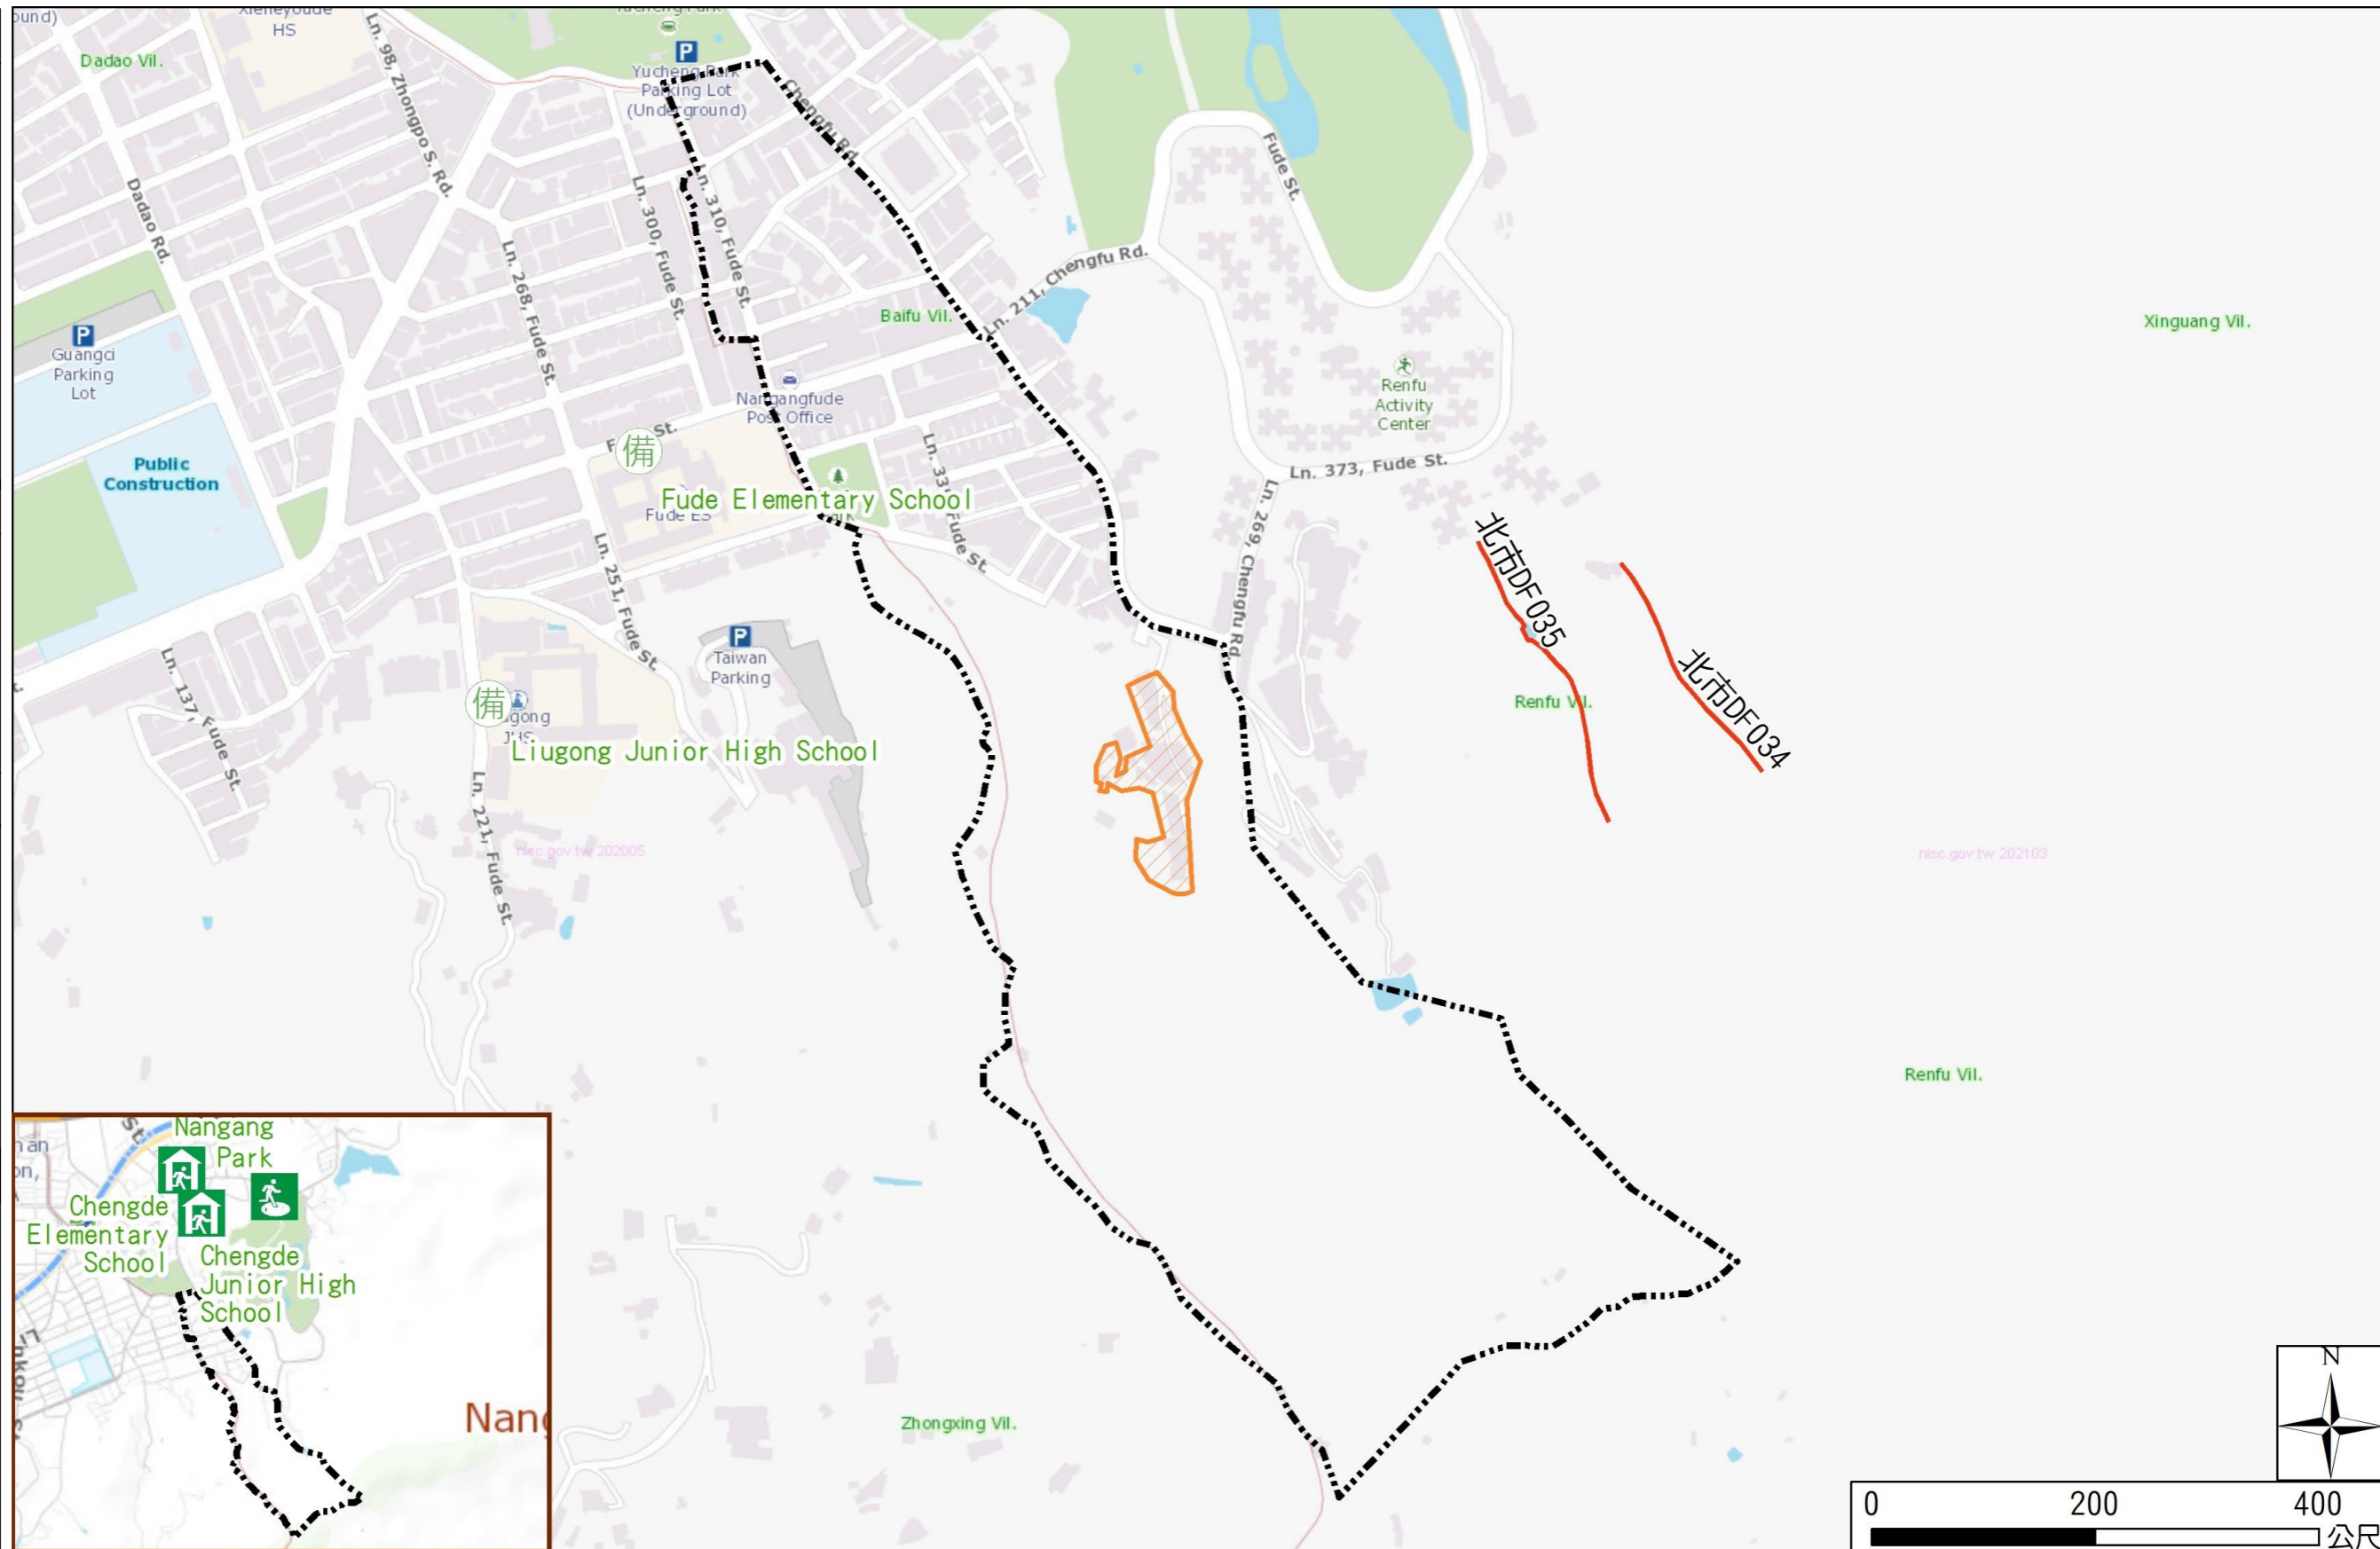 HS
Dadao Vil.
Ln. 98, Zhongpo S. Rd.
P
Yucheng Park
Parking Lot
(Underground)
Chengfu Rd.
Dadao Rd.
Ln. 300, Fude St.
Ln. 310, Fude St.
Ln. 268, Fude St.
Fude St.
Ln. 211, Chengfu Rd.
Baifu Vil.
Xinguang Vil.
P
Guangci
Parking
Lot
Renfu
Activity
Center
Nangangfude
Post Office
Public
Construction
備
Ln. 373, Fude St.
Fude Elementary School
Fude ES
Ln. 269, Chengfu Rd.
Ln. 251, Fude St.
北市DF035
北市DF034
P
Taiwan
Parking
Ln. 137, Fude St.
備
Liugong Junior High School
Renfu Vil.
Ln. 221, Fude St.
nlsc.gov.tw 202005
nlsc.gov.tw 202103
Renfu Vil.
Zhongxing Vil.
St.
Nangang
Park
Chengde
Elementary
School
Chengde
Junior High
School
Nang
N
0 200 400
公尺